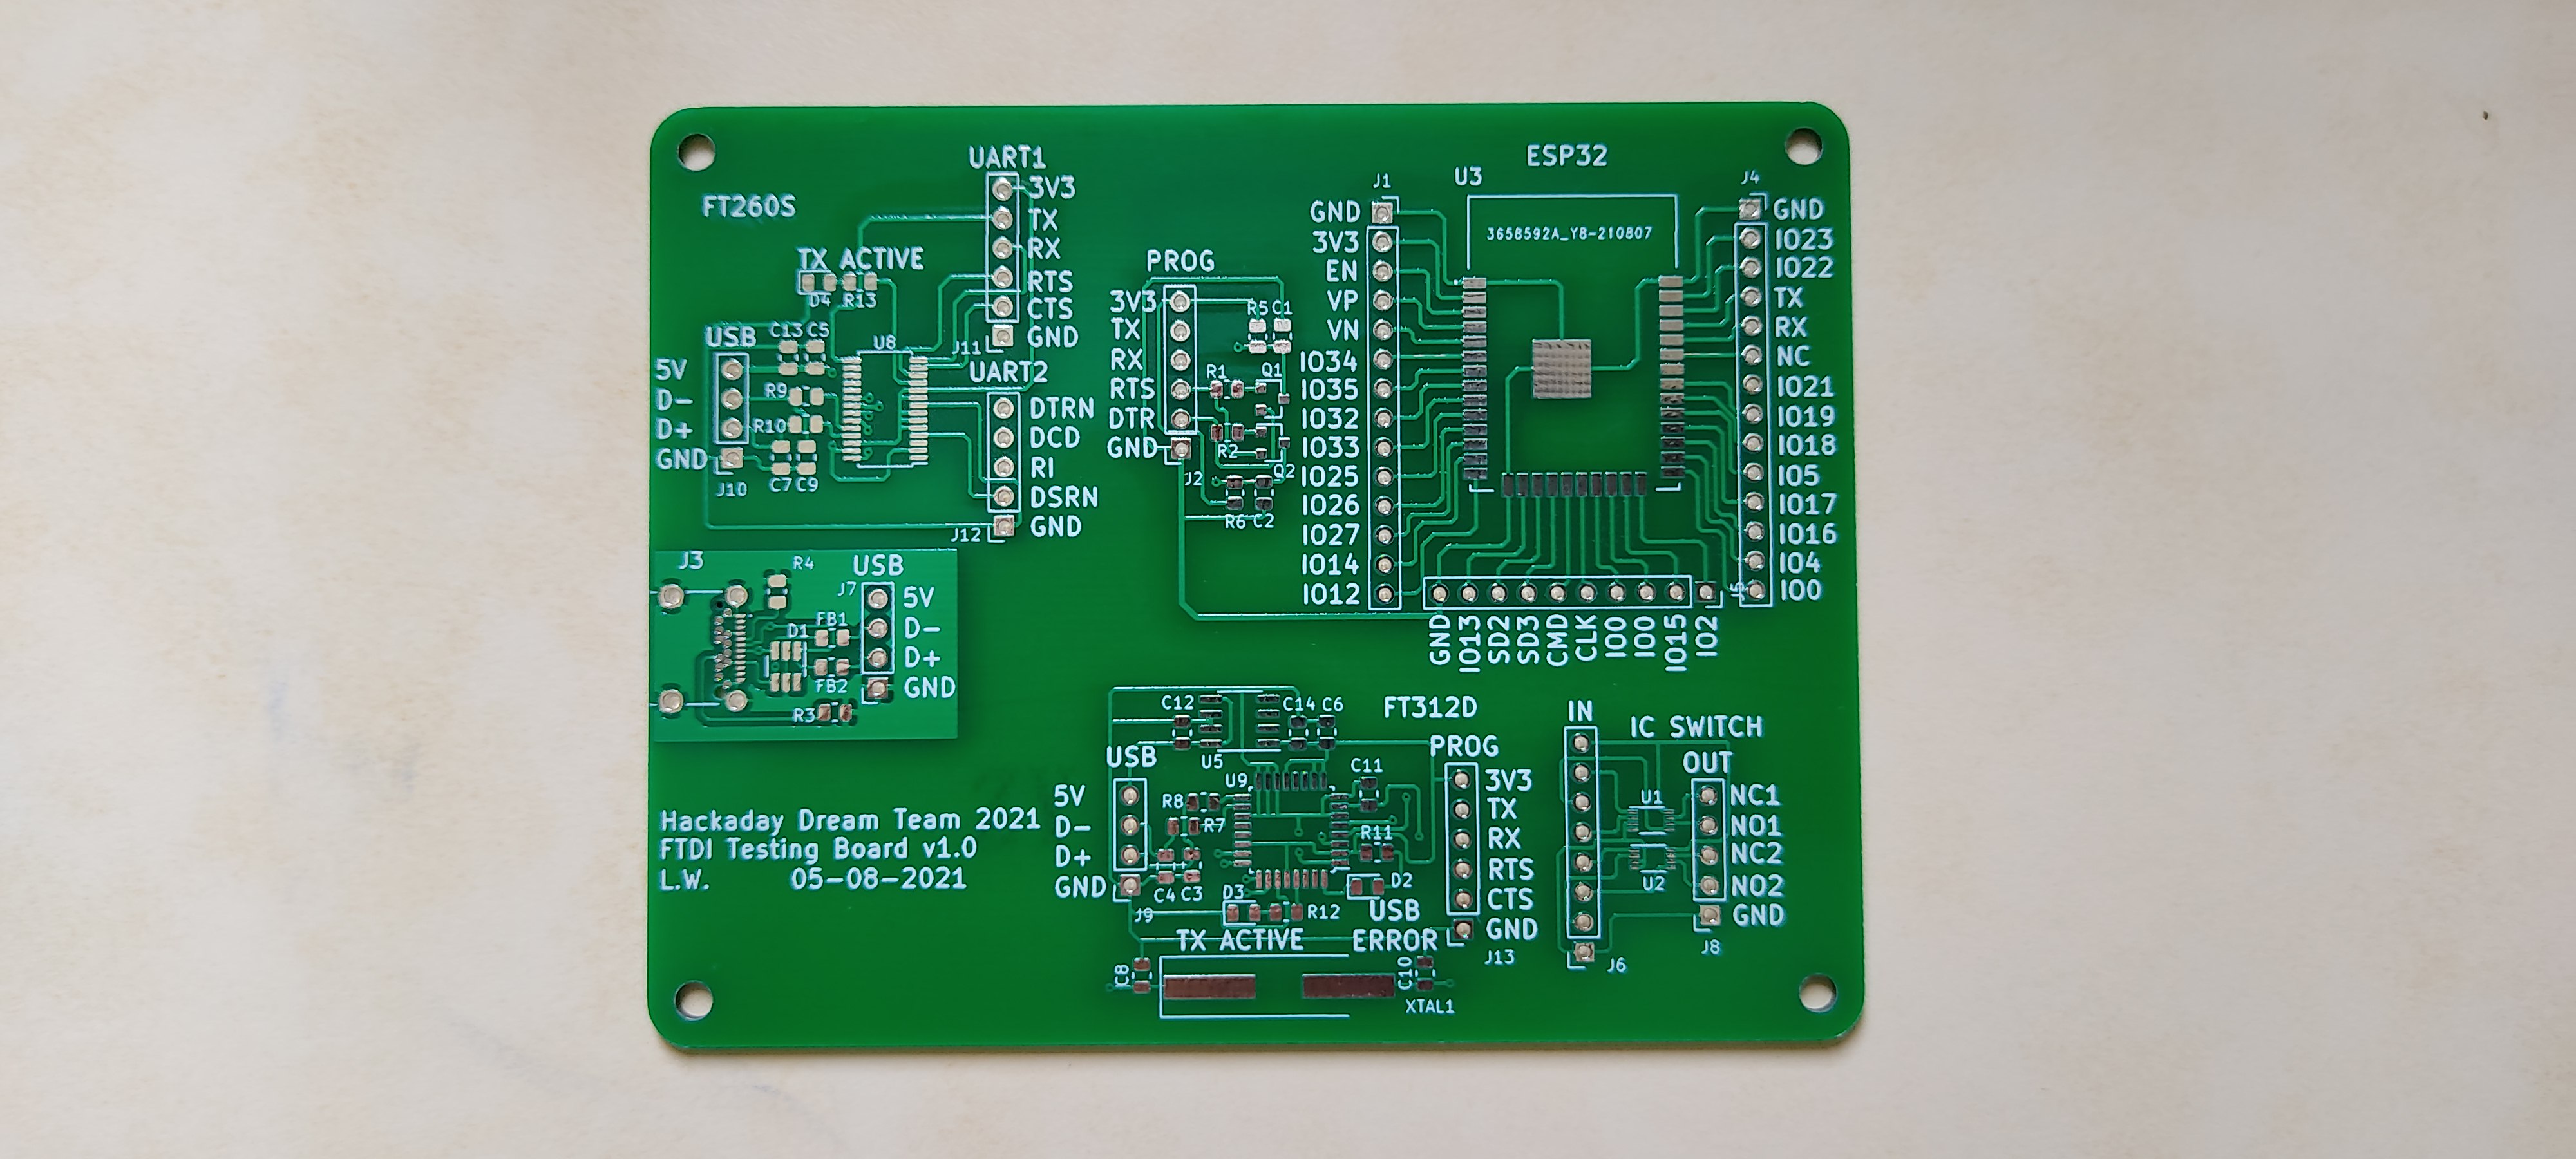 FT260S
UART1
3V3
TX
RX
RTS
CTS
GND
J11
TX ACTIVE
D4 R13
USB
C13 C5
U8
5V
D-
D+
GND
R9
R10
J10
C7 C9
UART2
DTRN
DCD
RI
DSRN
GND
J12
PROG
3V3
TX
RX
RTS
DTR
GND
J2
R5 C1
R1
Q1
R2
Q2
R6 C2
ESP32
U3
3658592A_Y8-210807
J1
GND
3V3
EN
VP
VN
IO34
IO35
IO32
IO33
IO25
IO26
IO27
IO14
IO12
J4
GND
IO23
IO22
TX
RX
NC
IO21
IO19
IO18
IO5
IO17
IO16
IO4
IO0
GND
IO13
SD2
SD3
CMD
CLK
IO0
IO0
IO15
IO2
J3
R4
USB
J7
5V
D-
D+
GND
FB1
D1
FB2
R3
Hackaday Dream Team 2021
FTDI Testing Board v1.0
L.W. 05-08-2021
FT312D
C12
C14 C6
U5
USB
5V
D-
D+
GND
J9
U9
C11
R8
R7
R11
C4 C3
D3
R12
D2
TX ACTIVE
USB
ERROR
C8
C10
XTAL1
PROG
3V3
TX
RX
RTS
CTS
GND
J13
IN
IC SWITCH
OUT
U1
U2
NC1
NO1
NC2
NO2
GND
J6
J8